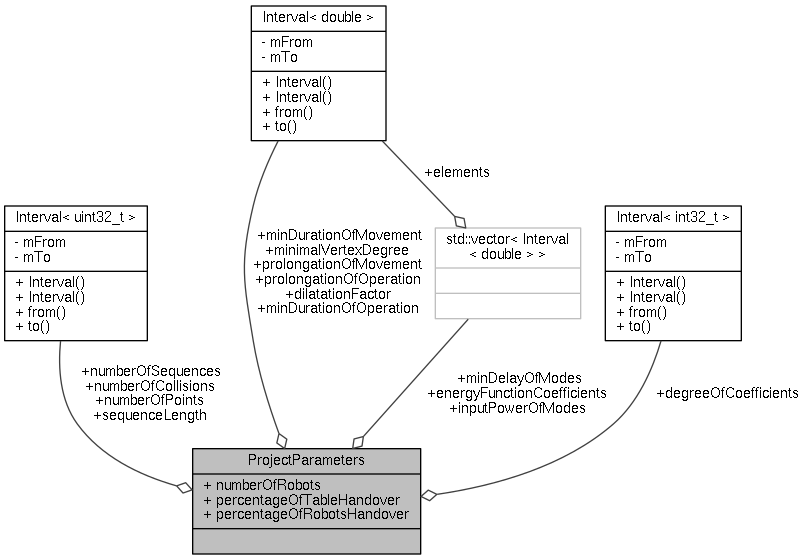 Interval< double >
- mFrom
- mTo
+ Interval()
+ Interval()
+ from()
+ to()
+elements
Interval< uint32_t >
- mFrom
- mTo
+ Interval()
+ Interval()
+ from()
+ to()
+minDurationOfMovement
+minimalVertexDegree
+prolongationOfMovement
+prolongationOfOperation
+dilatationFactor
+minDurationOfOperation
std::vector< Interval
< double > >
Interval< int32_t >
- mFrom
- mTo
+ Interval()
+ Interval()
+ from()
+ to()
+numberOfSequences
+numberOfCollisions
+numberOfPoints
+sequenceLength
+minDelayOfModes
+energyFunctionCoefficients
+inputPowerOfModes
+degreeOfCoefficients
ProjectParameters
+ numberOfRobots
+ percentageOfTableHandover
+ percentageOfRobotsHandover